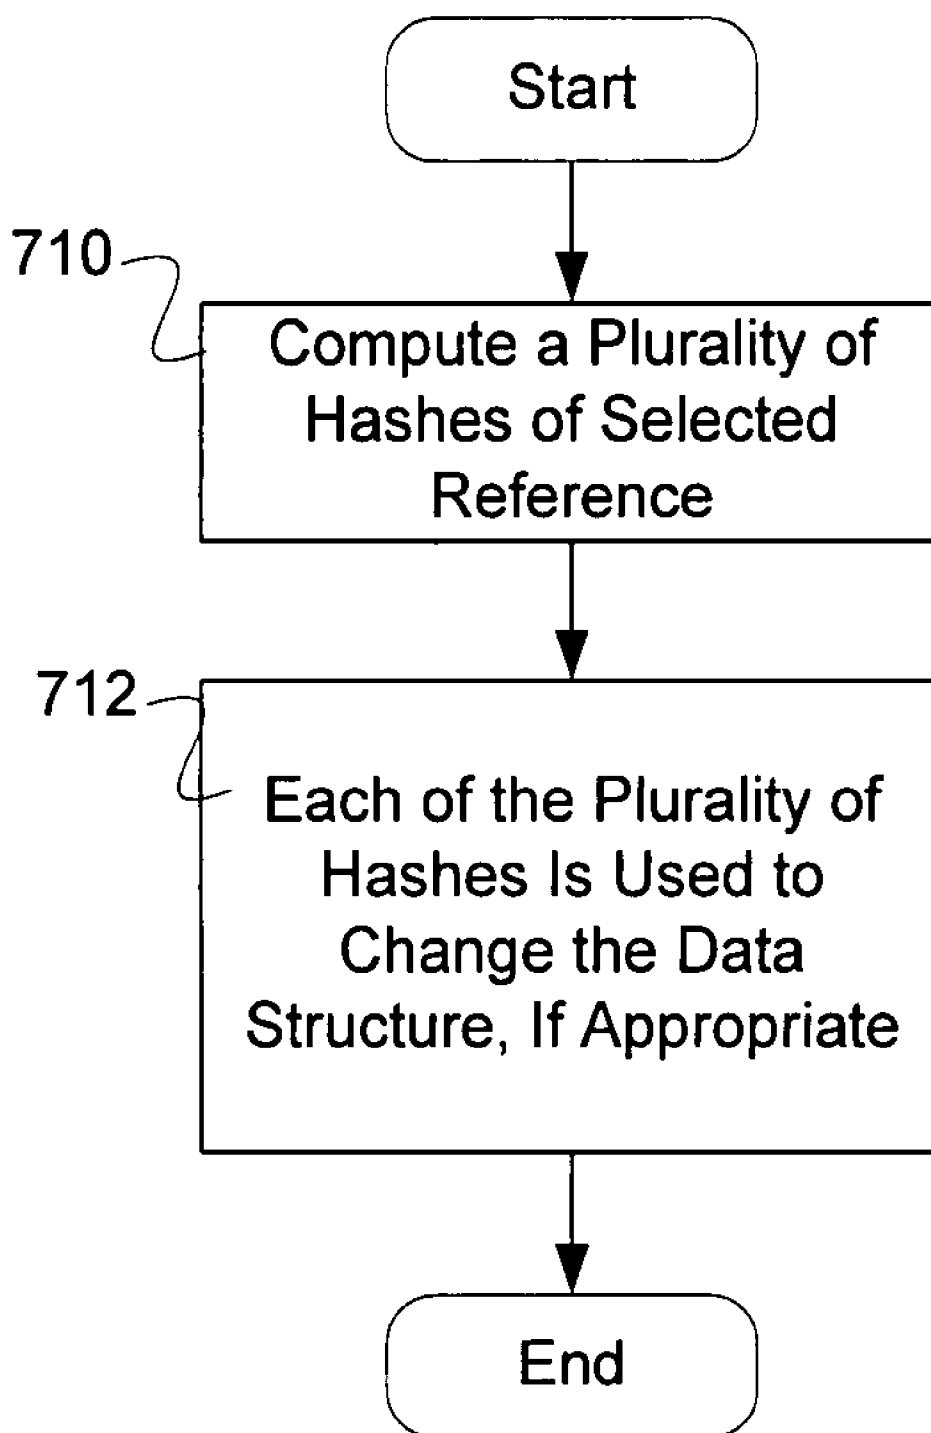 Start
710
Compute a Plurality of
Hashes of Selected
Reference
712
Each of the Plurality of
Hashes Is Used to
Change the Data
Structure, If Appropriate
End